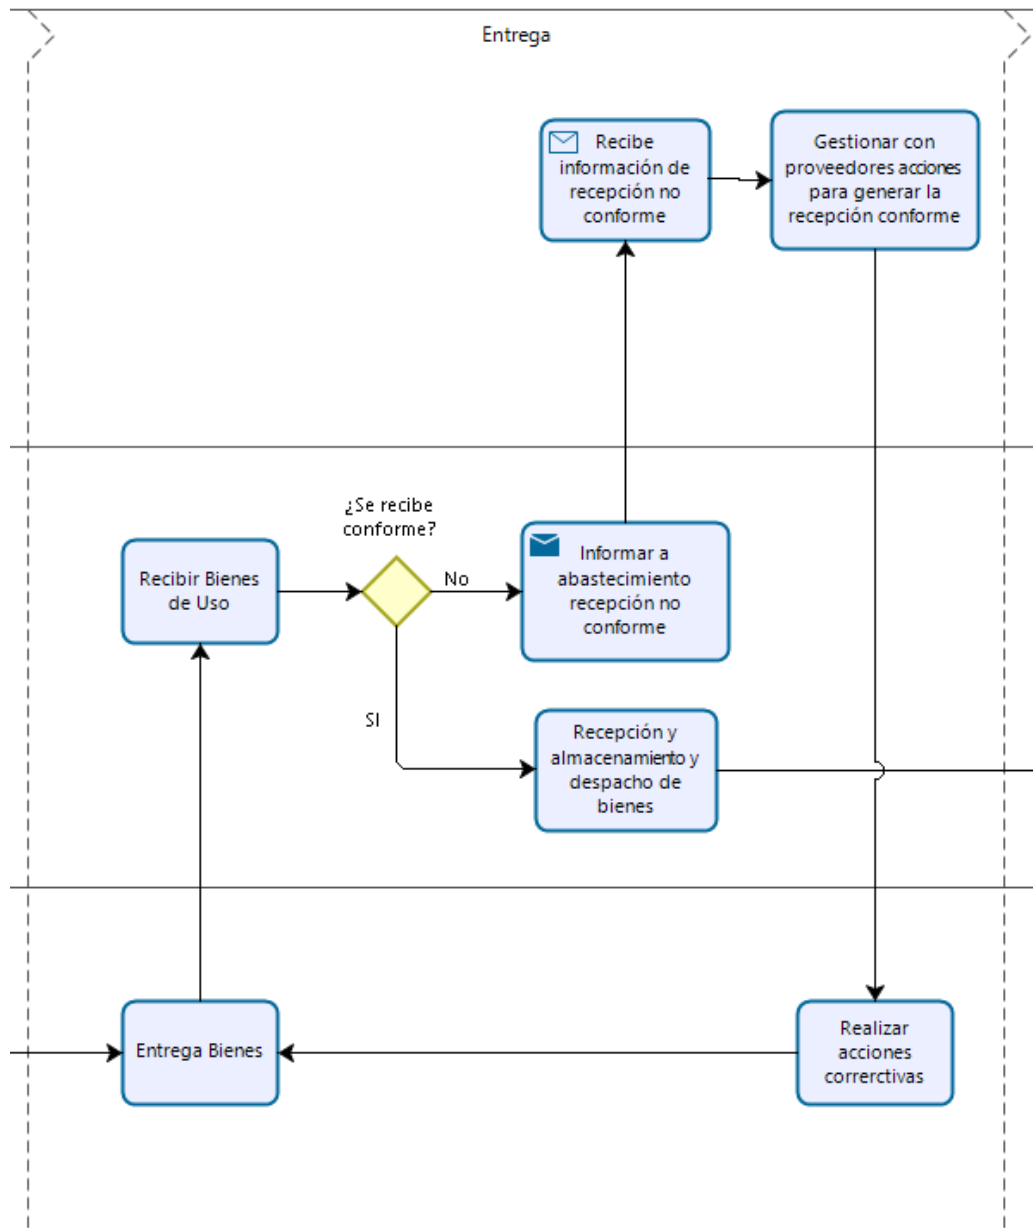 Entrega
Recibe
información de
recepción no
conforme
Gestionar con
proveedores acciones
para generar la
recepción conforme
¿Se recibe
conforme?
Recibir Bienes
de Uso
No
Informar a
abastecimiento
recepción no
conforme
SI
Recepción y
almacenamiento y
despacho de
bienes
Entrega Bienes
Realizar
acciones
correrctivas